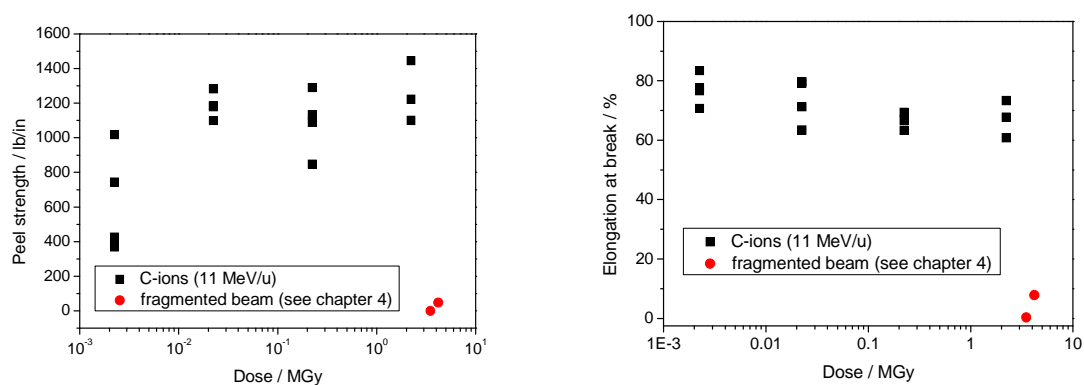 1600
1400
1200
1000
800
600
400
200
0
Peel strength / lb/in
C-ions (11 MeV/u)
fragmented beam (see chapter 4)
10⁻³
10⁻²
10⁻¹
10⁰
10¹
Dose / MGy
100
80
60
40
20
0
Elongation at break / %
C-ions (11 MeV/u)
fragmented beam (see chapter 4)
1E-3
0.01
0.1
1
10
Dose / MGy